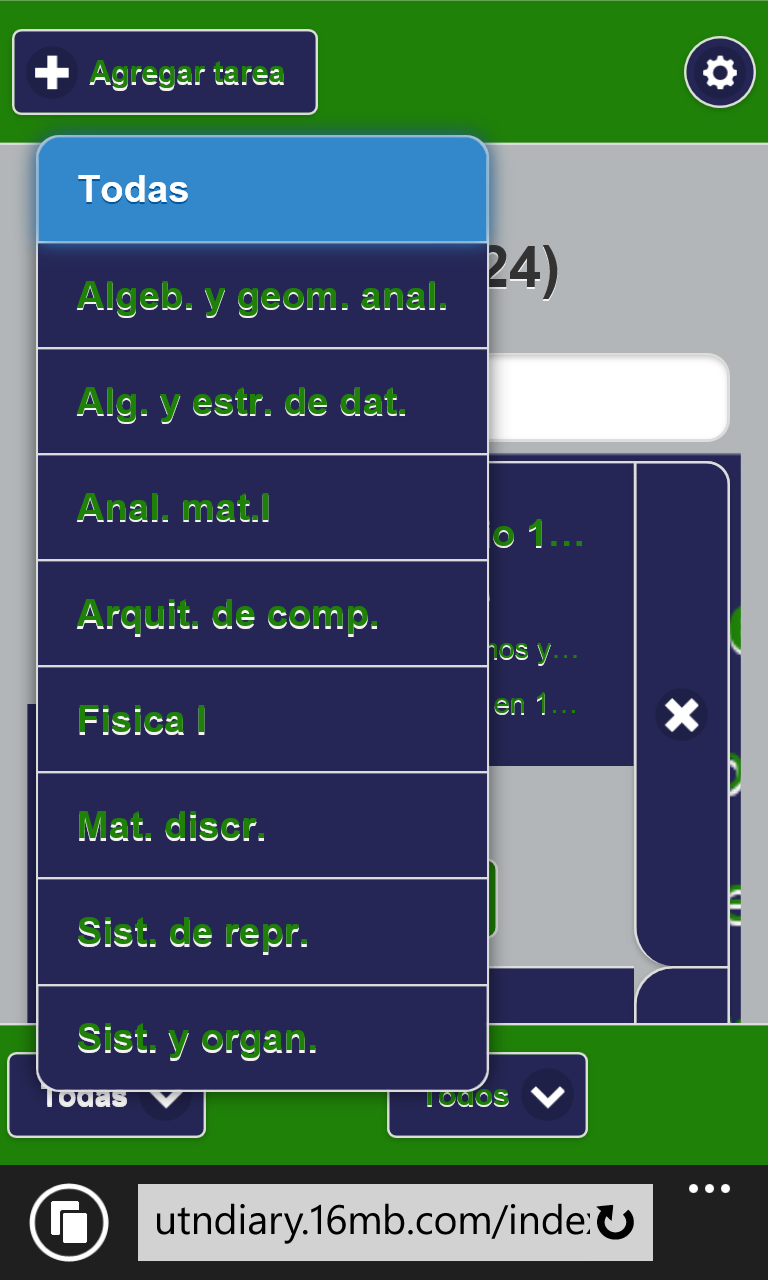 Agregar tarea
Todas
24)
Algeb. y geom. anal.
Alg. y estr. de dat.
Anal. mat.I
o 1...
Arquit. de comp.
nos y...
en 1...
Fisica I
Mat. discr.
Sist. de repr.
Sist. y organ.
Todas
Todos
utndiary.16mb.com/index